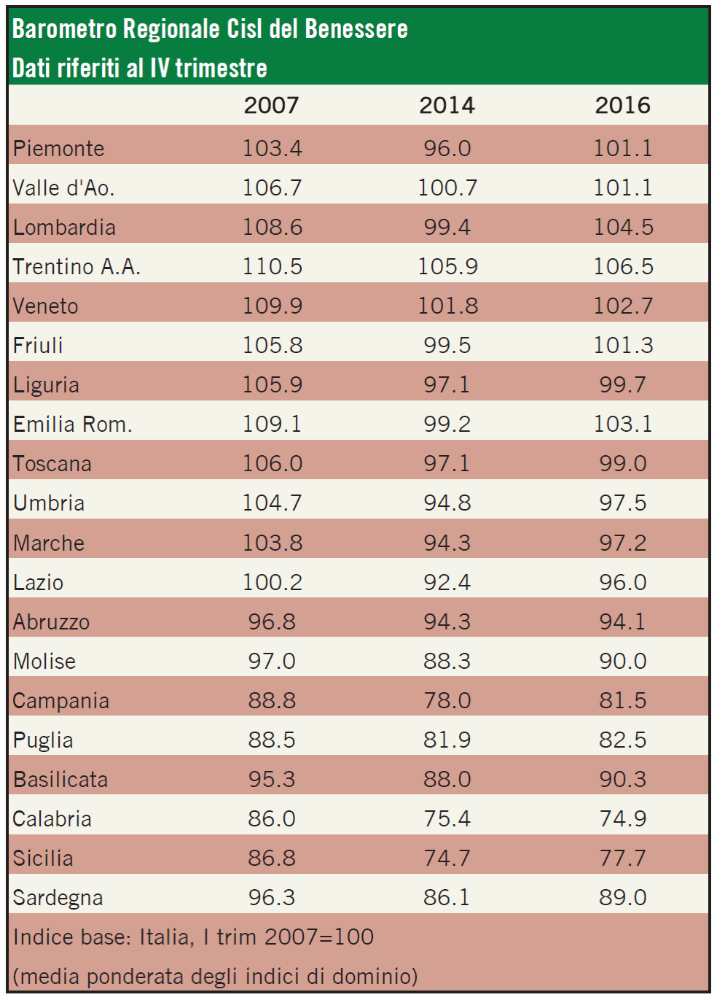 Barometro Regionale Cisl del Benessere
Dati riferiti al IV trimestre
2007 2014 2016
Piemonte 103.4 96.0 101.1
Valle d'Ao. 106.7 100.7 101.1
Lombardia 108.6 99.4 104.5
Trentino A.A. 110.5 105.9 106.5
Veneto 109.9 101.8 102.7
Friuli 105.8 99.5 101.3
Liguria 105.9 97.1 99.7
Emilia Rom. 109.1 99.2 103.1
Toscana 106.0 97.1 99.0
Umbria 104.7 94.8 97.5
Marche 103.8 94.3 97.2
Lazio 100.2 92.4 96.0
Abruzzo 96.8 94.3 94.1
Molise 97.0 88.3 90.0
Campania 88.8 78.0 81.5
Puglia 88.5 81.9 82.5
Basilicata 95.3 88.0 90.3
Calabria 86.0 75.4 74.9
Sicilia 86.8 74.7 77.7
Sardegna 96.3 86.1 89.0
Indice base: Italia, I trim 2007=100
(media ponderata degli indici di dominio)